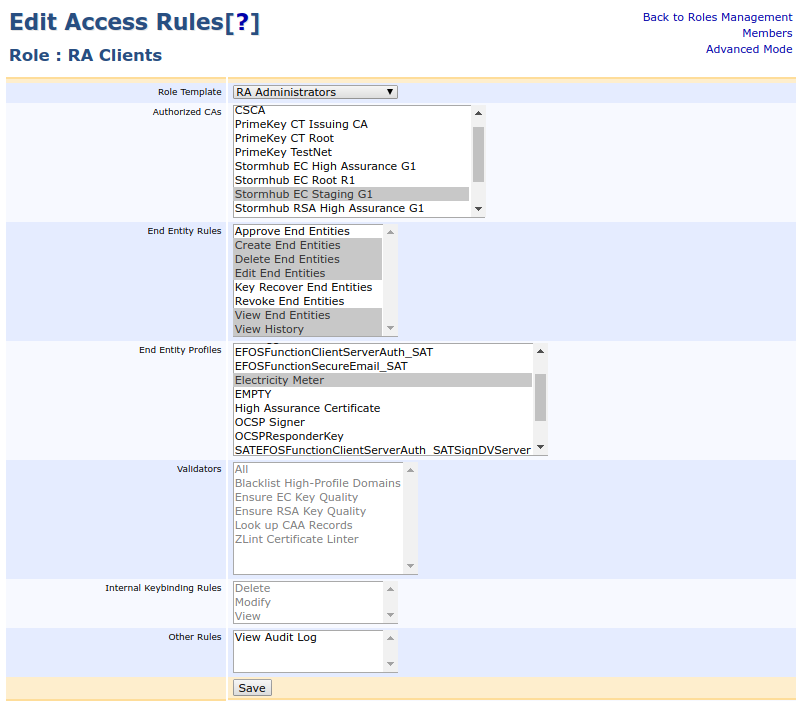 Edit Access Rules[?]
Back to Roles Management
Members
Advanced Mode
Role : RA Clients
Role Template
RA Administrators
Authorized CAs
CSCA
PrimeKey CT Issuing CA
PrimeKey CT Root
PrimeKey TestNet
Stormhub EC High Assurance G1
Stormhub EC Root R1
Stormhub EC Staging G1
Stormhub RSA High Assurance G1
End Entity Rules
Approve End Entities
Create End Entities
Delete End Entities
Edit End Entities
Key Recover End Entities
Revoke End Entities
View End Entities
View History
End Entity Profiles
EFOSFunctionClientServerAuth_SAT
EFOSFunctionSecureEmail_SAT
Electricity Meter
EMPTY
High Assurance Certificate
OCSP Signer
OCSPResponderKey
SATEFOSFunctionClientServerAuth_SATSignDVServer
Validators
All
Blacklist High-Profile Domains
Ensure EC Key Quality
Ensure RSA Key Quality
Look up CAA Records
ZLint Certificate Linter
Internal Keybinding Rules
Delete
Modify
View
Other Rules
View Audit Log
Save